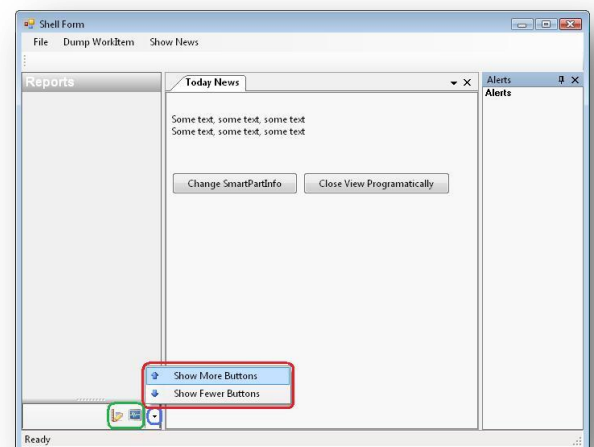 Shell Form
File Dump WorkItem Show News
Reports
Today News
Alerts
Alerts
Some text, some text, some text
Some text, some text, some text
Change SmartPartInfo Close View Programatically
Show More Buttons
Show Fewer Buttons
Ready